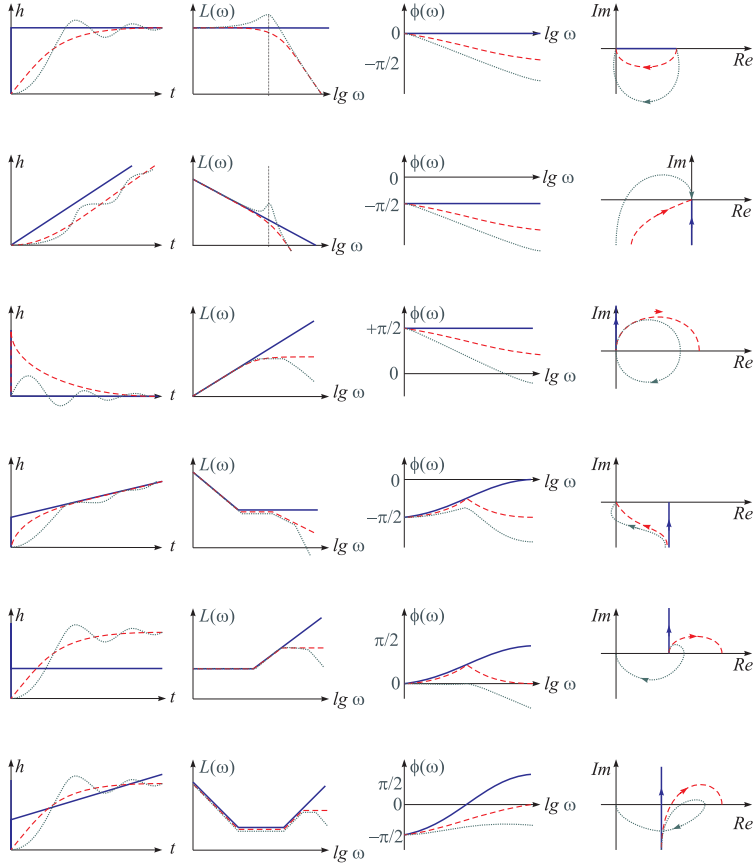 h
L(ω)
ϕ(ω)
Im
0
lg ω
−π/2
Re
t
lg ω
h
L(ω)
ϕ(ω)
Im
0
lg ω
−π/2
Re
t
lg ω
h
L(ω)
ϕ(ω)
Im
+π/2
Re
0
t
lg ω
lg ω
h
L(ω)
ϕ(ω)
Im
0
lg ω
−π/2
Re
t
lg ω
h
L(ω)
ϕ(ω)
Im
π/2
Re
0
lg ω
t
lg ω
h
L(ω)
ϕ(ω)
Im
π/2
0
lg ω
Re
−π/2
t
lg ω